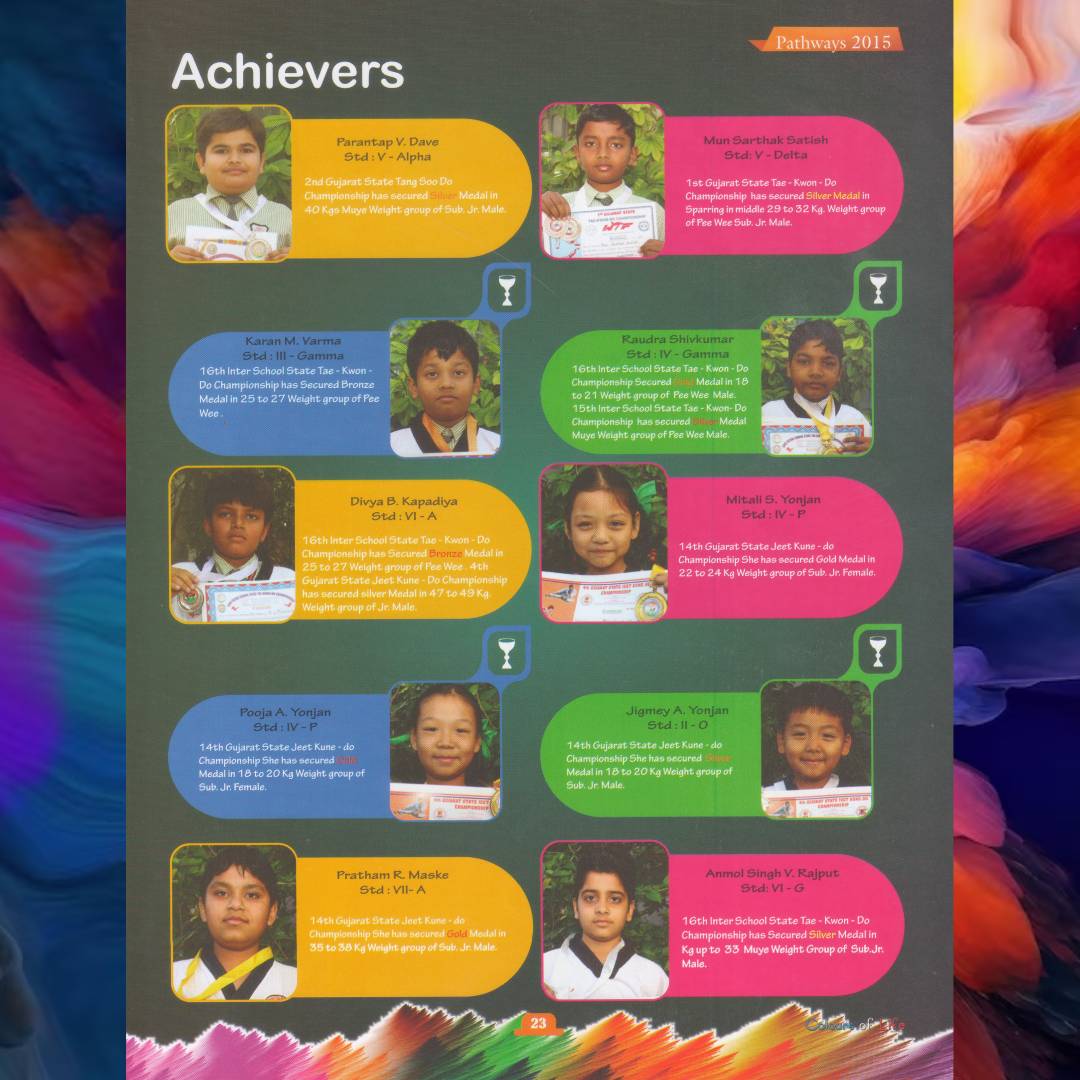 Pathways 2015
Achievers
Parantap V. Dave
Std : V - Alpha
2nd Gujarat State Tang Soo Do
Championship has secured Silver Medal in
40 Kgs Muye Weight group of Sub. Jr. Male.
Mun Sarthak Satish
Std: V - Delta
1st Gujarat State Tae - Kwon - Do
Championship has secured Silver Medal in
Sparring in middle 29 to 32 Kg. Weight group
of Pee Wee Sub. Jr. Male.
Karan M. Varma
Std : III - Gamma
16th Inter School State Tae - Kwon -
Do Championship has Secured Bronze
Medal in 25 to 27 Weight group of Pee
Wee .
Raudra Shivkumar
Std : IV - Gamma
16th Inter School State Tae - Kwon - Do
Championship Secured Gold Medal in 18
to 21 Weight group of Pee Wee Male.
15th Inter School State Tae - Kwon- Do
Championship has secured Silver Medal
Muye Weight group of Pee Wee Male.
Divya B. Kapadiya
Std : VI - A
16th Inter School State Tae - Kwon - Do
Championship has Secured Bronze Medal in
25 to 27 Weight group of Pee Wee . 4th
Gujarat State Jeet Kune - Do Championship
has secured silver Medal in 47 to 49 Kg.
Weight group of Jr. Male.
Mitali S. Yonjan
Std : IV - P
14th Gujarat State Jeet Kune - do
Championship She has secured Gold Medal in
22 to 24 Kg Weight group of Sub. Jr. Female.
Pooja A. Yonjan
Std : IV - P
14th Gujarat State Jeet Kune - do
Championship She has secured Gold
Medal in 18 to 20 Kg Weight group of
Sub. Jr. Female.
Jigmey A. Yonjan
Std : II - O
14th Gujarat State Jeet Kune - do
Championship She has secured Silver
Medal in 18 to 20 Kg Weight group of
Sub. Jr. Male.
Pratham R. Maske
Std : VII- A
14th Gujarat State Jeet Kune - do
Championship She has secured Gold Medal in
35 to 38 Kg Weight group of Sub. Jr. Male.
Anmol Singh V. Rajput
Std: VI - G
16th Inter School State Tae - Kwon - Do
Championship has Secured Silver Medal in
Kg up to 33 Muye Weight Group of Sub.Jr.
Male.
23
Colours of Life